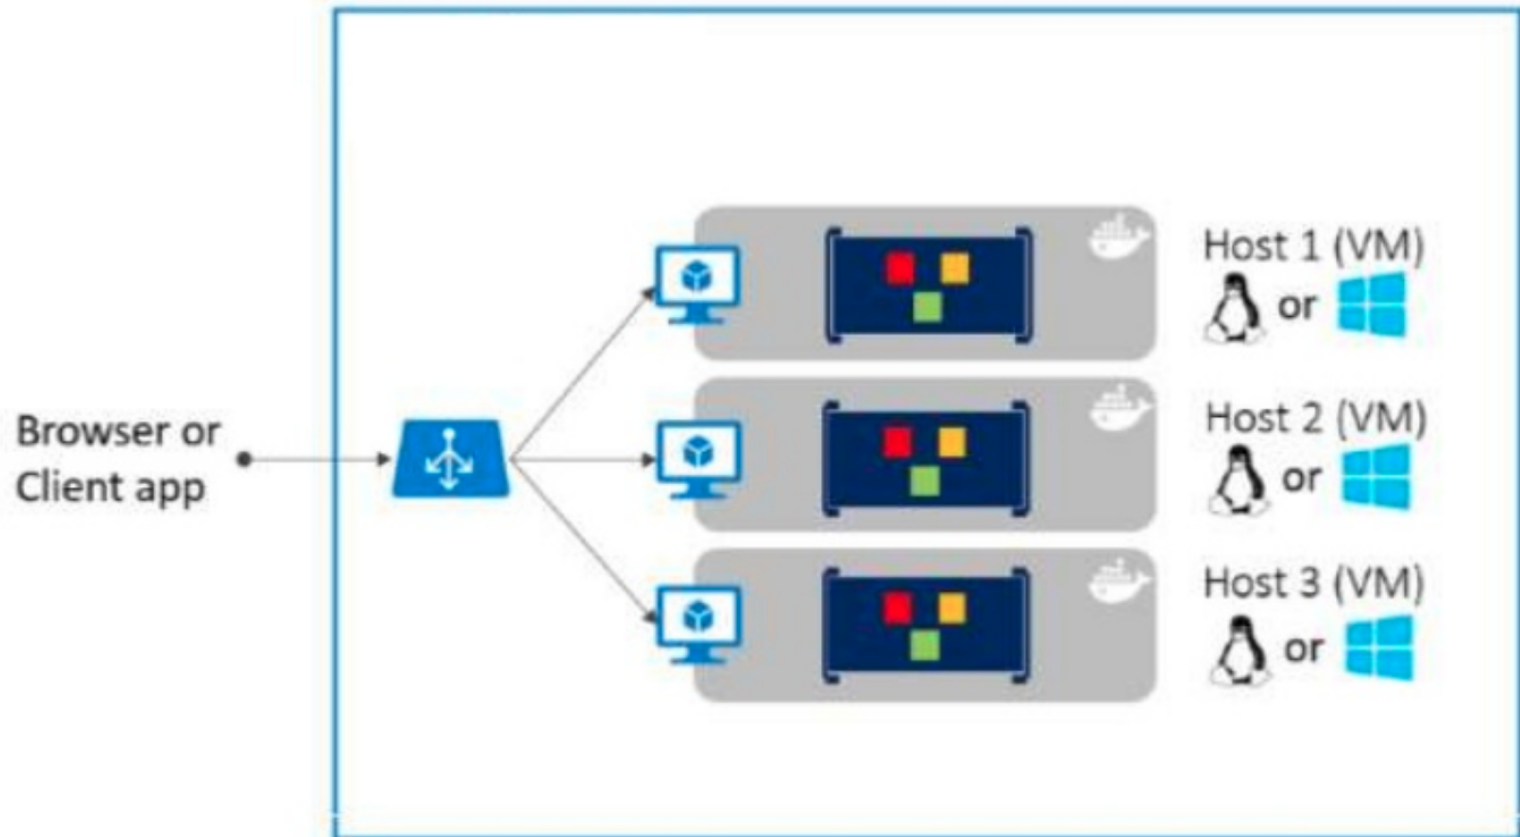 Host 1 (VM)
or
Browser or
Client app
Host 2 (VM)
or
Host 3 (VM)
or